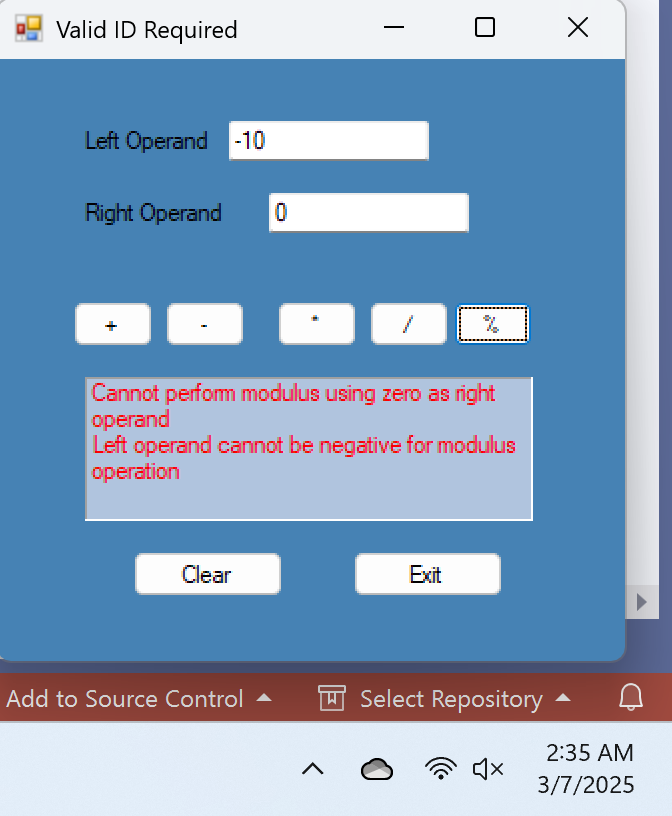 Valid ID Required
Left Operand -10
Right Operand 0
+ - * / %
Cannot perform modulus using zero as right
operand
Left operand cannot be negative for modulus
operation
Clear Exit
Add to Source Control Select Repository
2:35 AM
3/7/2025